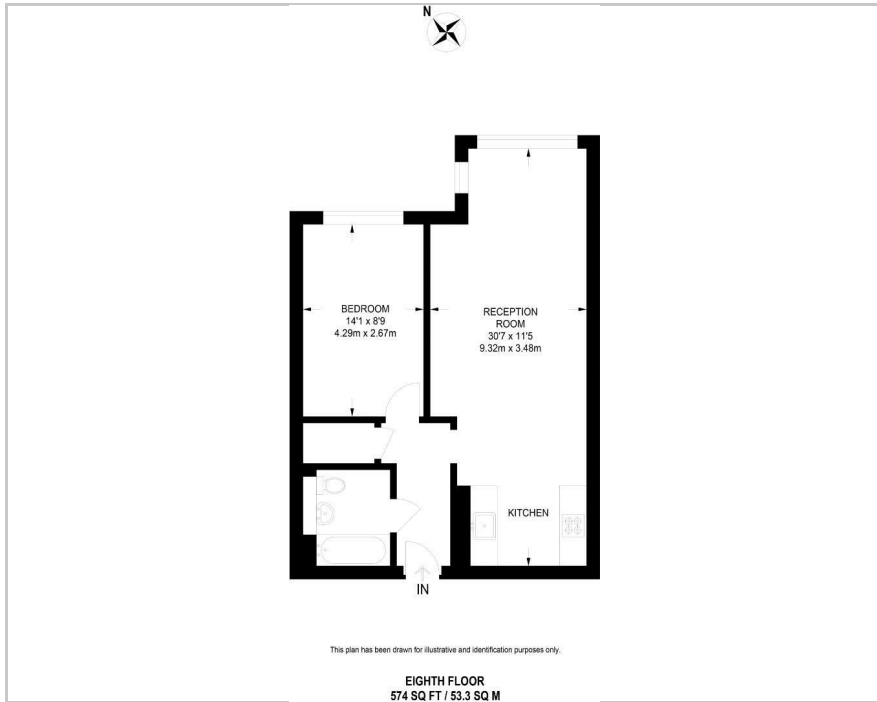 N
BEDROOM
14'1 x 8'9
4.29m x 2.67m
RECEPTION
ROOM
30'7 x 11'5
9.32m x 3.48m
KITCHEN
IN
This plan has been drawn for illustrative and identification purposes only.
EIGHTH FLOOR
574 SQ FT / 53.3 SQ M